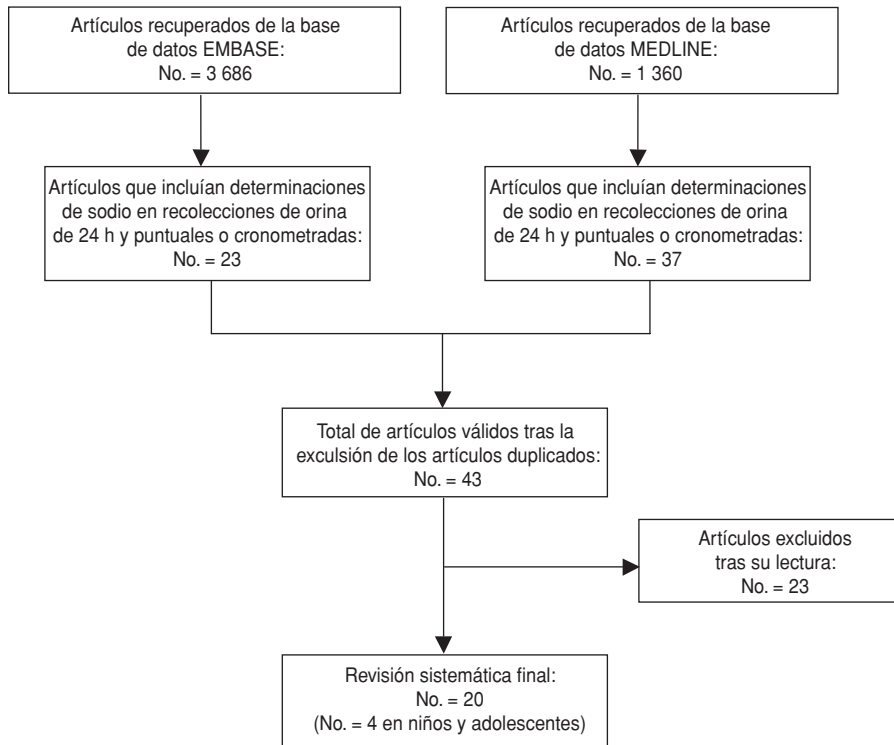 Artículos recuperados de la base
de datos EMBASE:
No. = 3 686
Artículos recuperados de la base
de datos MEDLINE:
No. = 1 360
Artículos que incluían determinaciones
de sodio en recolecciones de orina
de 24 h y puntuales o cronometradas:
No. = 23
Artículos que incluían determinaciones
de sodio en recolecciones de orina
de 24 h y puntuales o cronometradas:
No. = 37
Total de artículos válidos tras la
exculsión de los artículos duplicados:
No. = 43
Artículos excluidos
tras su lectura:
No. = 23
Revisión sistemática final:
No. = 20
(No. = 4 en niños y adolescentes)